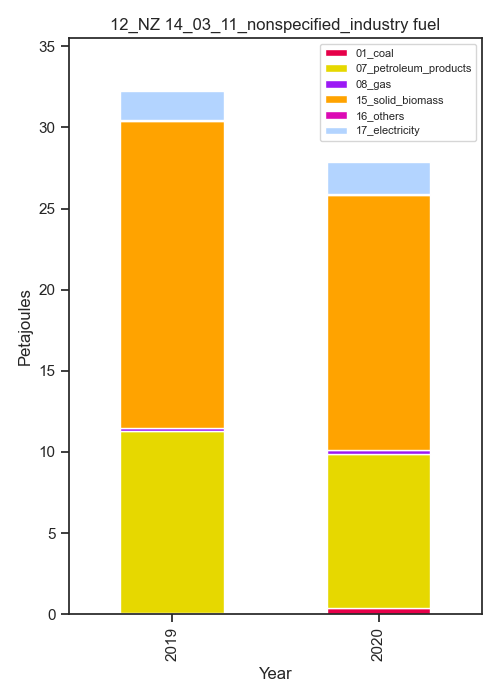 12_NZ 14_03_11_nonspecified_industry fuel
35
30
25
20
15
10
5
0
Petajoules
01_coal
07_petroleum_products
08_gas
15_solid_biomass
16_others
17_electricity
2019
2020
Year